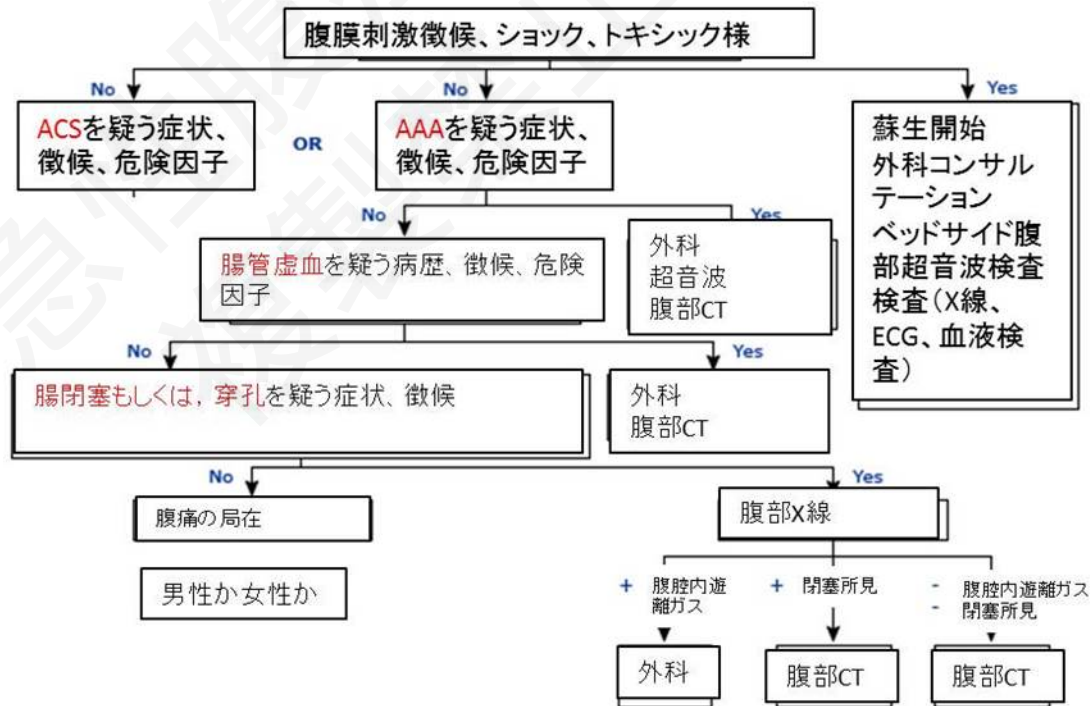 腹膜刺激徴候、ショック、トキシック様
No
No
Yes
ACSを疑う症状、
徴候、危険因子
OR
AAAを疑う症状、
徴候、危険因子
蘇生開始
外科コンサル
テーション
ベッドサイド腹
部超音波検査
検査(X線、
ECG、血液検
査)
No
Yes
腸管虚血を疑う病歴、徴候、危険
因子
外科
超音波
腹部CT
No
Yes
腸閉塞もしくは, 穿孔を疑う症状、徴候
外科
腹部CT
No
Yes
腹痛の局在
腹部X線
男性か女性か
+ 腹腔内遊
離ガス
+ 閉塞所見
- 腹腔内遊離ガス
- 閉塞所見
外科
腹部CT
腹部CT